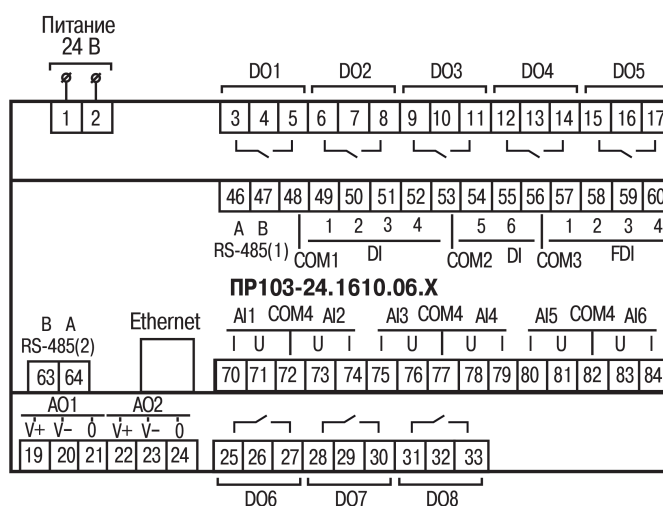 Питание
24 В
DO1 DO2 DO3 DO4 DO5
1 2 3 4 5 6 7 8 9 10 11 12 13 14 15 16 17
46 47 48 49 50 51 52 53 54 55 56 57 58 59 60
A B 1 2 3 4 5 6 1 2 3 4
RS-485(1) COM1 DI COM2 DI COM3 FDI
ПР103-24.1610.06.X
B A Ethernet AI1 COM4 AI2 AI3 COM4 AI4 AI5 COM4 AI6
RS-485(2) I U U I I U U I I U U I
63 64 70 71 72 73 74 75 76 77 78 79 80 81 82 83 84
AO1 AO2
V+ V- 0 V+ V- 0
19 20 21 22 23 24 25 26 27 28 29 30 31 32 33
DO6 DO7 DO8